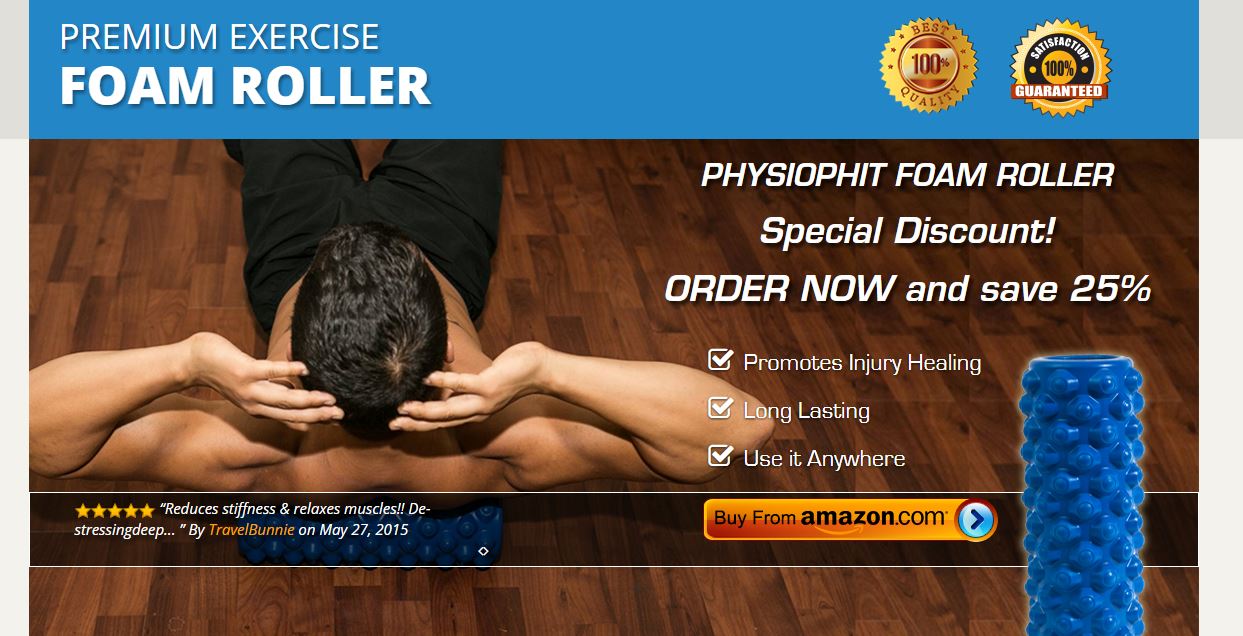 PREMIUM EXERCISE
FOAM ROLLER
BEST
100%
QUALITY
SATISFACTION
100%
GUARANTEED
PHYSIOPHIT FOAM ROLLER
Special Discount!
ORDER NOW and save 25%
Promotes Injury Healing
Long Lasting
Use it Anywhere
“Reduces stiffness & relaxes muscles!! De-
stressingdeep... ” By TravelBunnie on May 27, 2015
Buy From amazon.com